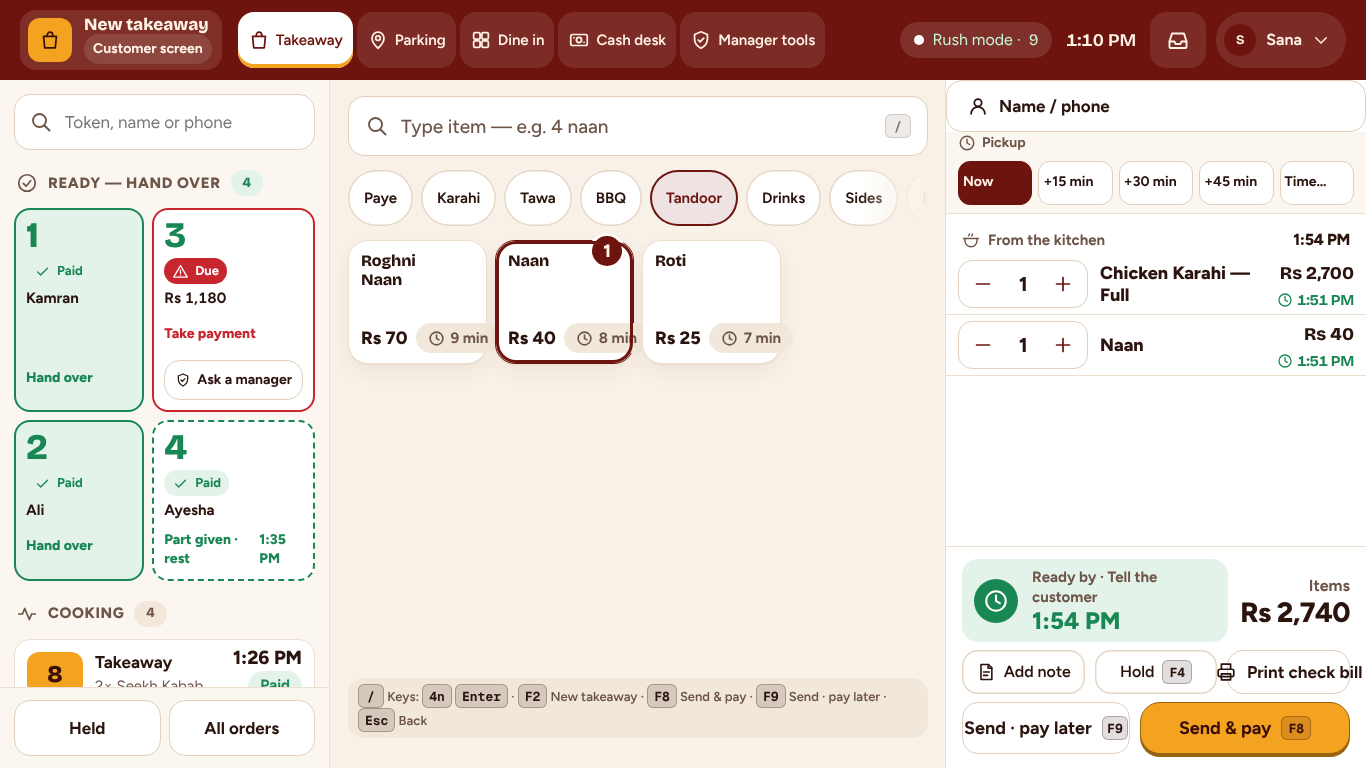 New takeaway
Customer screen
Takeaway
Parking
Dine in
Cash desk
Manager tools
Rush mode · 9
1:10 PM
S
Sana
Token, name or phone
READY — HAND OVER 4
1
Paid
Kamran
Hand over
3
Due
Rs 1,180
Take payment
Ask a manager
2
Paid
Ali
Hand over
4
Paid
Ayesha
Part given · rest
1:35 PM
COOKING 4
8
Takeaway
1:26 PM
2× Seekh Kabab
Paid
Held
All orders
Type item — e.g. 4 naan
/
Paye
Karahi
Tawa
BBQ
Tandoor
Drinks
Sides
Roghni Naan
Rs 70
9 min
Naan
1
Rs 40
8 min
Roti
Rs 25
7 min
/ Keys: 4n Enter · F2 New takeaway · F8 Send & pay · F9 Send · pay later ·
Esc Back
Name / phone
Pickup
Now
+15 min
+30 min
+45 min
Time...
From the kitchen
1:54 PM
− 1 +
Chicken Karahi — Full
Rs 2,700
1:51 PM
− 1 +
Naan
Rs 40
1:51 PM
Ready by · Tell the customer
1:54 PM
Items
Rs 2,740
Add note
Hold F4
Print check bill
Send · pay later F9
Send & pay F8